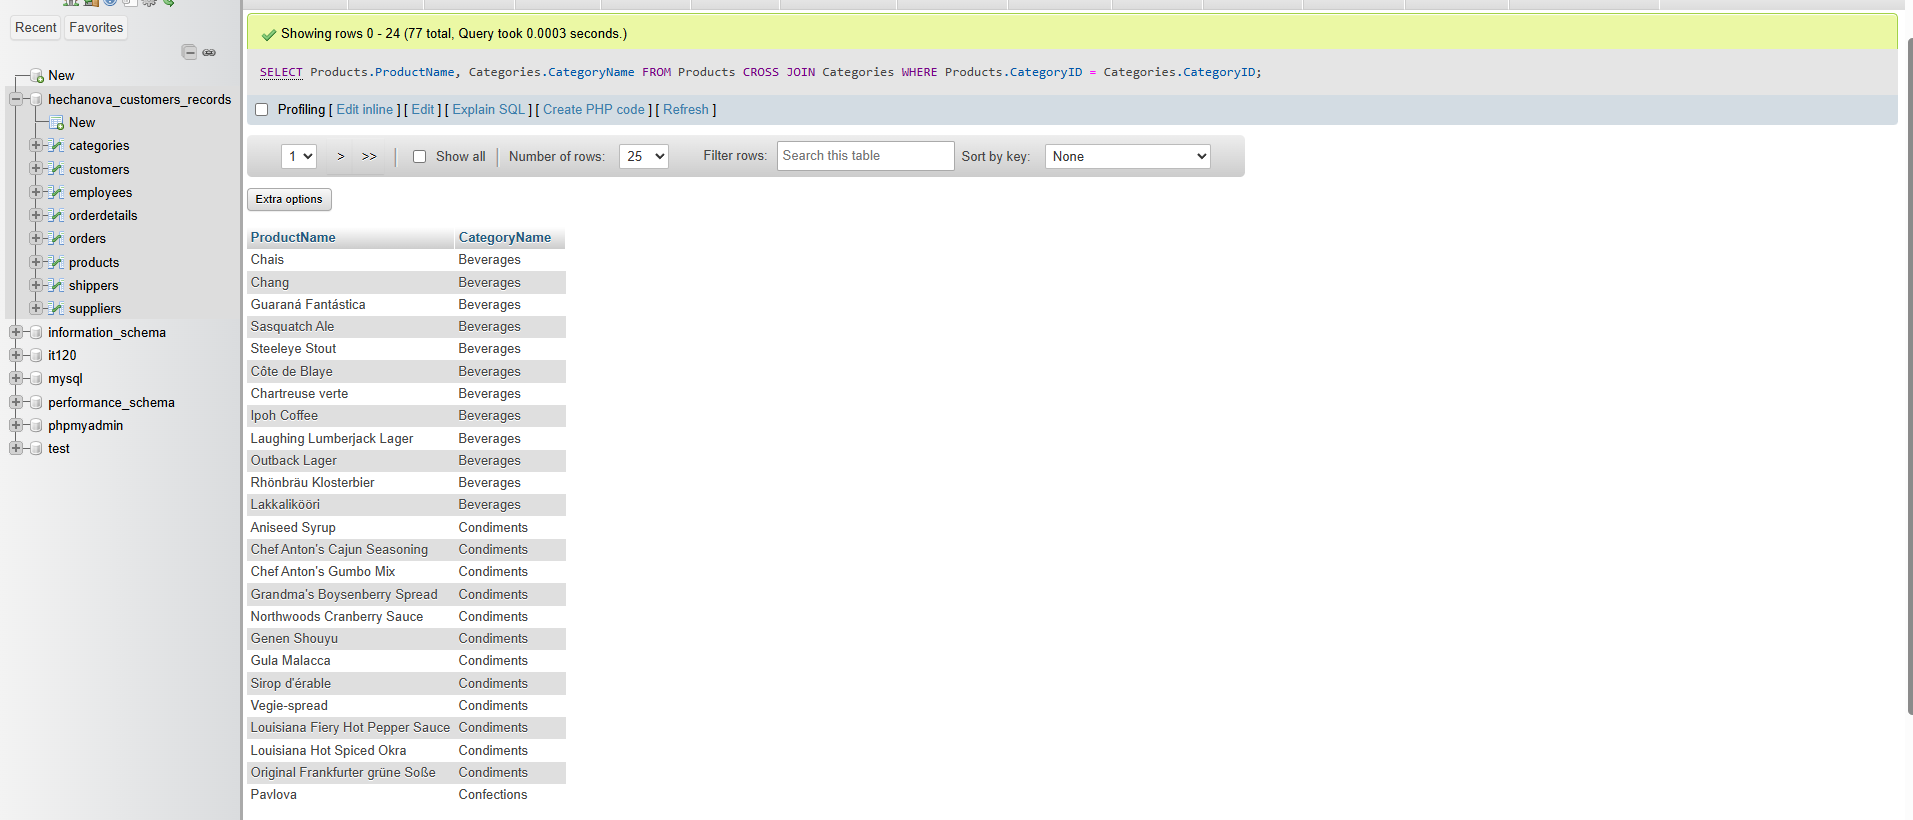 Recent Favorites
New
hechanova_customers_records
New
categories
customers
employees
orderdetails
orders
products
shippers
suppliers
information_schema
it120
mysql
performance_schema
phpmyadmin
test
Showing rows 0 - 24 (77 total, Query took 0.0003 seconds.)
SELECT Products.ProductName, Categories.CategoryName FROM Products CROSS JOIN Categories WHERE Products.CategoryID = Categories.CategoryID;
Profiling [ Edit inline ] [ Edit ] [ Explain SQL ] [ Create PHP code ] [ Refresh ]
1 > >> | Show all | Number of rows: 25 Filter rows: Search this table Sort by key: None
Extra options
ProductName CategoryName
Chais Beverages
Chang Beverages
Guaraná Fantástica Beverages
Sasquatch Ale Beverages
Steeleye Stout Beverages
Côte de Blaye Beverages
Chartreuse verte Beverages
Ipoh Coffee Beverages
Laughing Lumberjack Lager Beverages
Outback Lager Beverages
Rhönbräu Klosterbier Beverages
Lakkalikööri Beverages
Aniseed Syrup Condiments
Chef Anton's Cajun Seasoning Condiments
Chef Anton's Gumbo Mix Condiments
Grandma's Boysenberry Spread Condiments
Northwoods Cranberry Sauce Condiments
Genen Shouyu Condiments
Gula Malacca Condiments
Sirop d'érable Condiments
Vegie-spread Condiments
Louisiana Fiery Hot Pepper Sauce Condiments
Louisiana Hot Spiced Okra Condiments
Original Frankfurter grüne Soße Condiments
Pavlova Confections